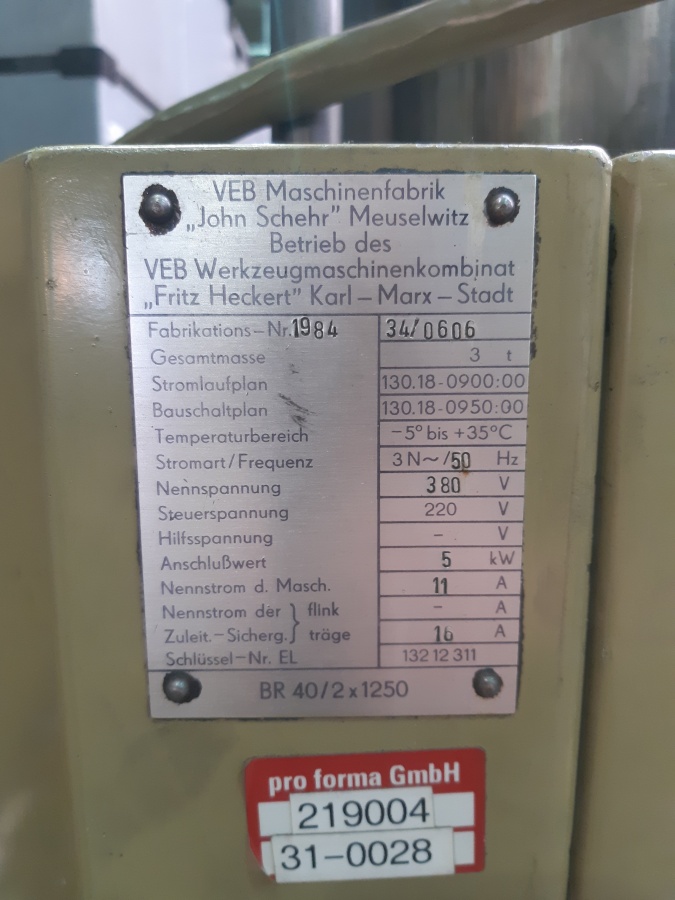 VEB Maschinenfabrik
„John Schehr” Meuselwitz
Betrieb des
VEB Werkzeugmaschinenkombinat
„Fritz Heckert” Karl-Marx-Stadt
Fabrikations-Nr. 1984 34/0606
Gesamtmasse 3 t
Stromlaufplan 130.18-0900:00
Bauschaltplan 130.18-0950:00
Temperaturbereich -5° bis +35°C
Stromart/Frequenz 3 N~/50 Hz
Nennspannung 380 V
Steuerspannung 220 V
Hilfsspannung - V
Anschlußwert 5 kW
Nennstrom d. Masch. 11 A
Nennstrom der } flink - A
Zuleit.-Sicherg. } träge 16 A
Schlüssel-Nr. EL 132 12 311
BR 40/2 x 1250
pro forma GmbH
219004
31-0028